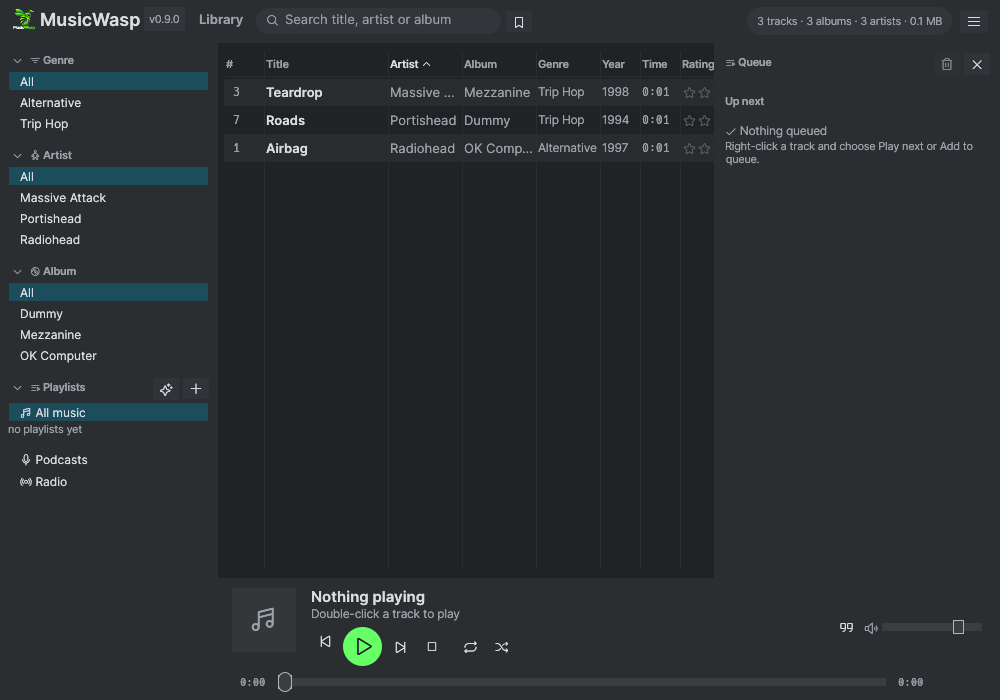 MusicWasp v0.9.0 Library Search music title, artist or album 3 tracks · 3 albums · 3 artists · 0.1 MB
Genre
All
Alternative
Trip Hop
Artist
All
Massive Attack
Portishead
Radiohead
Album
All
Dummy
Mezzanine
OK Computer
Playlists
All music
no playlists yet
Podcasts
Radio
# Title Artist Album Genre Year Time Rating
3 Teardrop Massive ... Mezzanine Trip Hop 1998 0:01
7 Roads Portishead Dummy Trip Hop 1994 0:01
1 Airbag Radiohead OK Comp... Alternative 1997 0:01
Queue
Up next
Nothing queued
Right-click a track and choose Play next or Add to
queue.
Nothing playing
Double-click a track to play
0:00 0:00